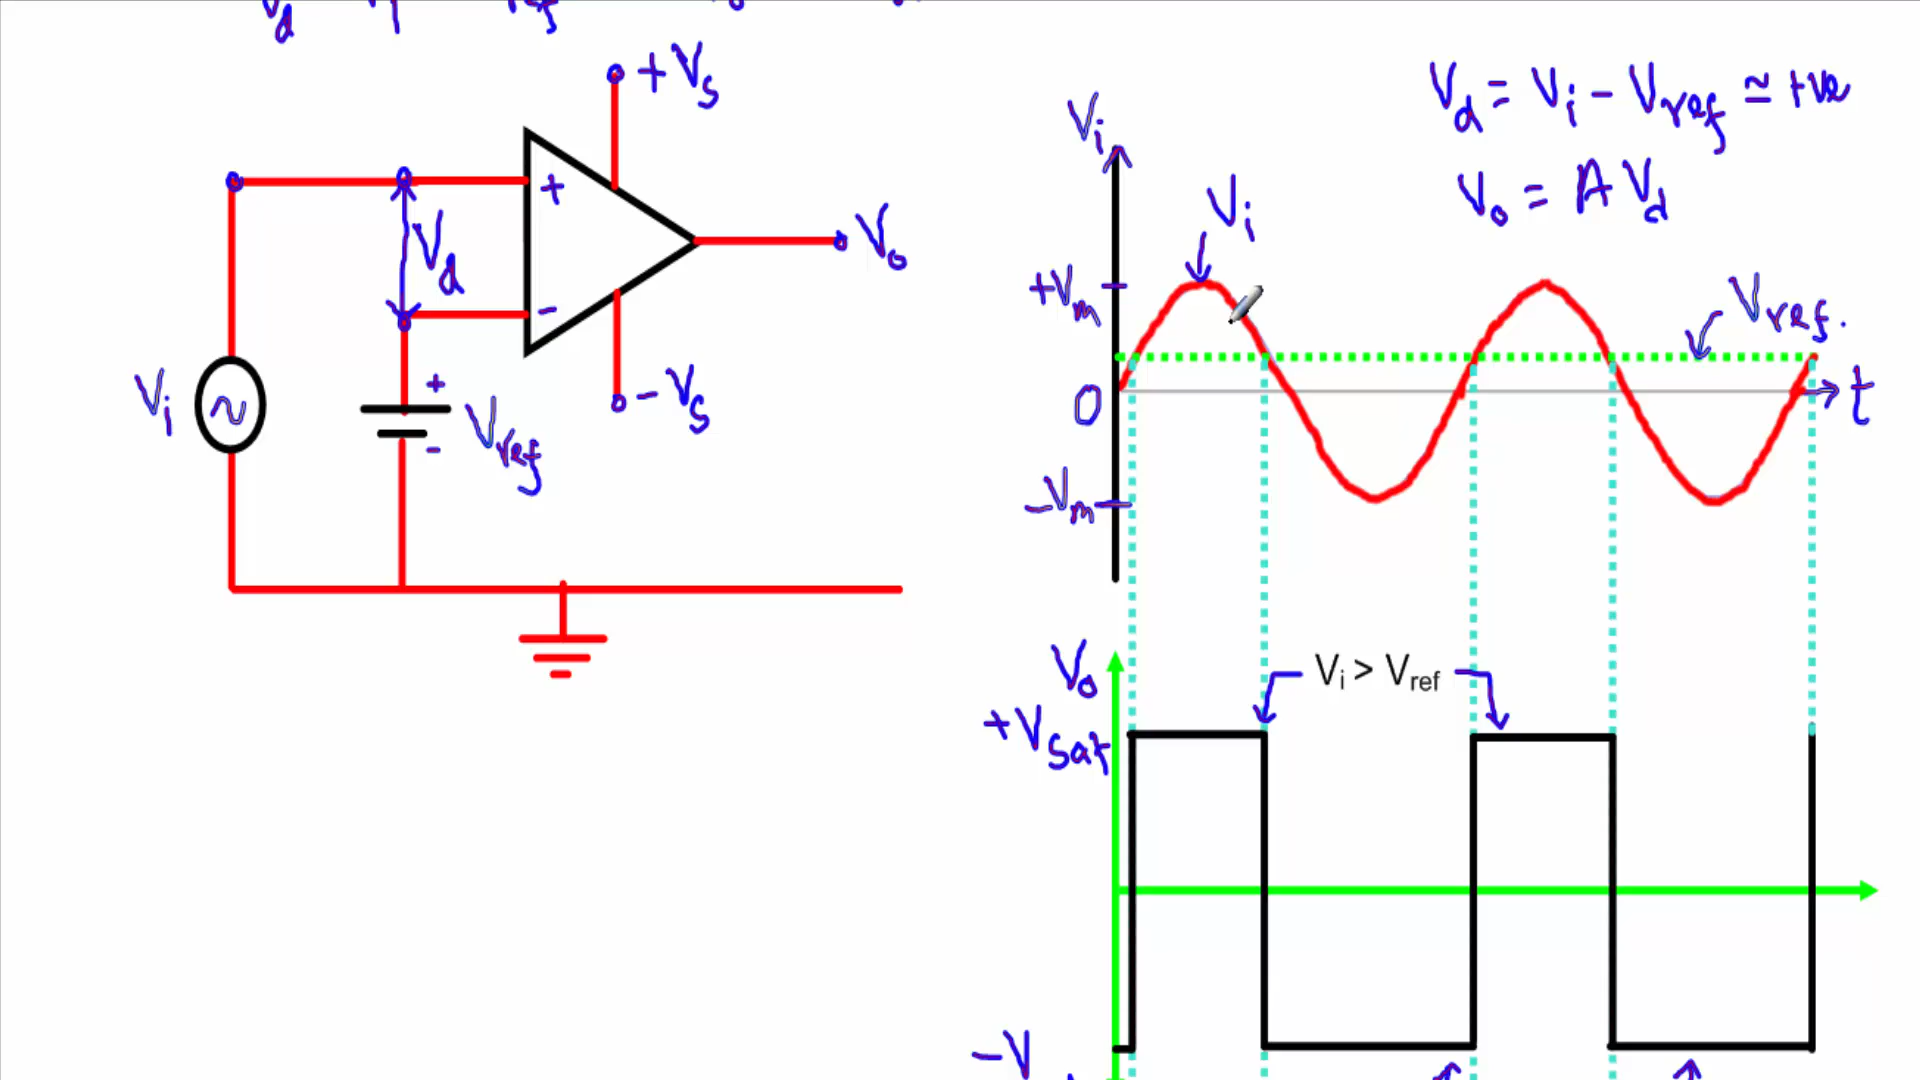 +Vs
Vd = Vi - Vref ≃ +ve
Vo = A Vd
Vi
Vi
+
Vd
-
Vo
+Vm
Vref.
0
t
-Vm
Vi
+
-
Vref
-Vs
Vo
Vi > Vref
+Vsat
-V